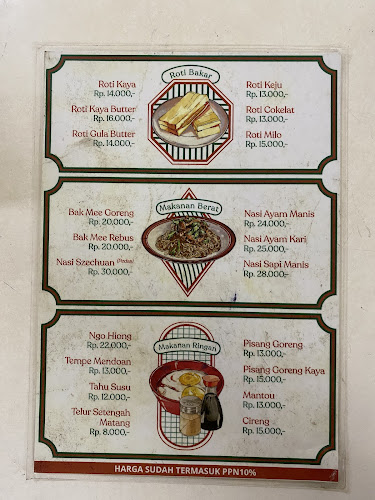 Roti Bakar
Roti Kaya
Rp. 14.000,-
Roti Kaya Butter
Rp. 16.000,-
Roti Gula Butter
Rp. 14.000,-
Roti Keju
Rp. 13.000,-
Roti Cokelat
Rp. 13.000,-
Roti Milo
Rp. 15.000,-
Makanan Berat
Bak Mee Goreng
Rp. 20.000,-
Bak Mee Rebus
Rp. 20.000,-
Nasi Szechuan (Pedas)
Rp. 30.000,-
Nasi Ayam Manis
Rp. 24.000,-
Nasi Ayam Kari
Rp. 25.000,-
Nasi Sapi Manis
Rp. 28.000,-
Makanan Ringan
Ngo Hiong
Rp. 22.000,-
Tempe Mendoan
Rp. 13.000,-
Tahu Susu
Rp. 12.000,-
Telur Setengah
Matang
Rp. 8.000,-
Pisang Goreng
Rp. 13.000,-
Pisang Goreng Kaya
Rp. 15.000,-
Mantou
Rp. 13.000,-
Cireng
Rp. 15.000,-
HARGA SUDAH TERMASUK PPN10%